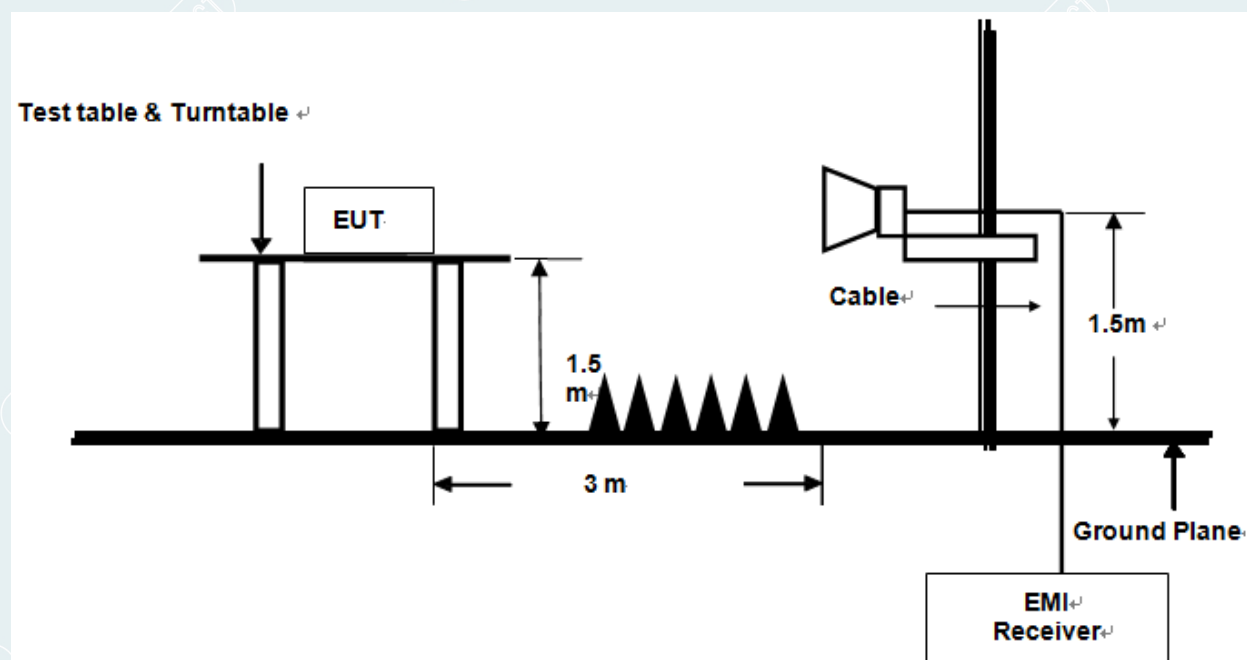 Test table & Turntable ↵
EUT
Cable↵
1.5m ↵
1.5
m↵
3 m
Ground Plane
EMI↵
Receiver↵